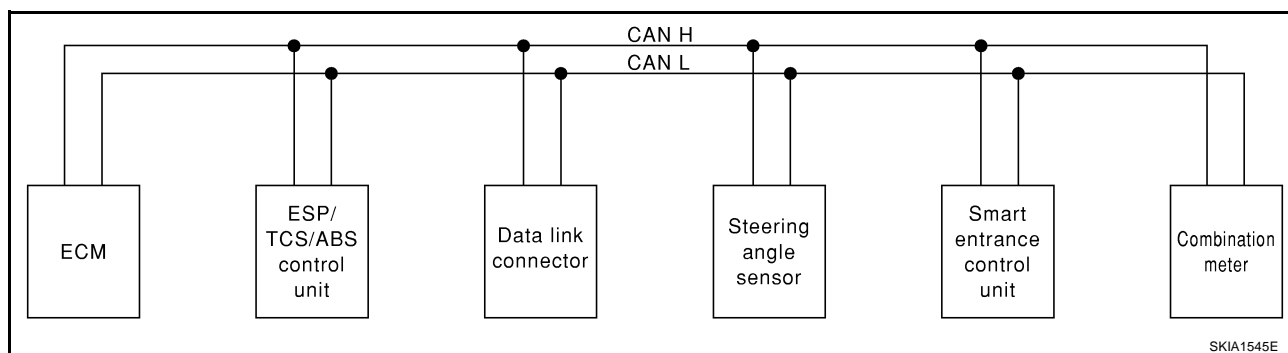 CAN H
CAN L
ECM
ESP/
TCS/ABS
control
unit
Data link
connector
Steering
angle
sensor
Smart
entrance
control
unit
Combination
meter
SKIA1545E